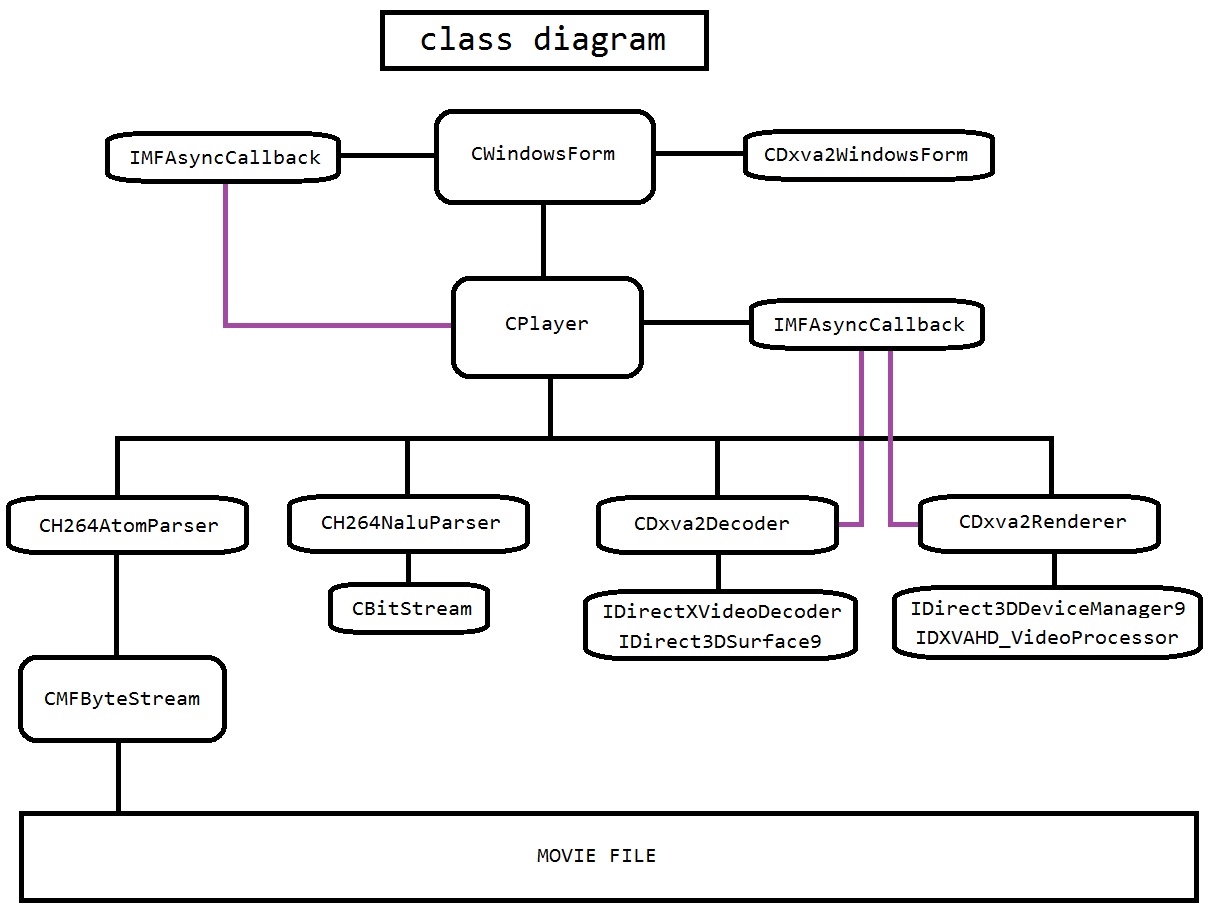 class diagram
IMFAsyncCallback
CWindowsForm
CDxva2WindowsForm
CPlayer
IMFAsyncCallback
CH264AtomParser
CH264NaluParser
CDxva2Decoder
CDxva2Renderer
CBitStream
IDirectXVideoDecoder
IDirect3DSurface9
IDirect3DDeviceManager9
IDXVAHD_VideoProcessor
CMFByteStream
MOVIE FILE